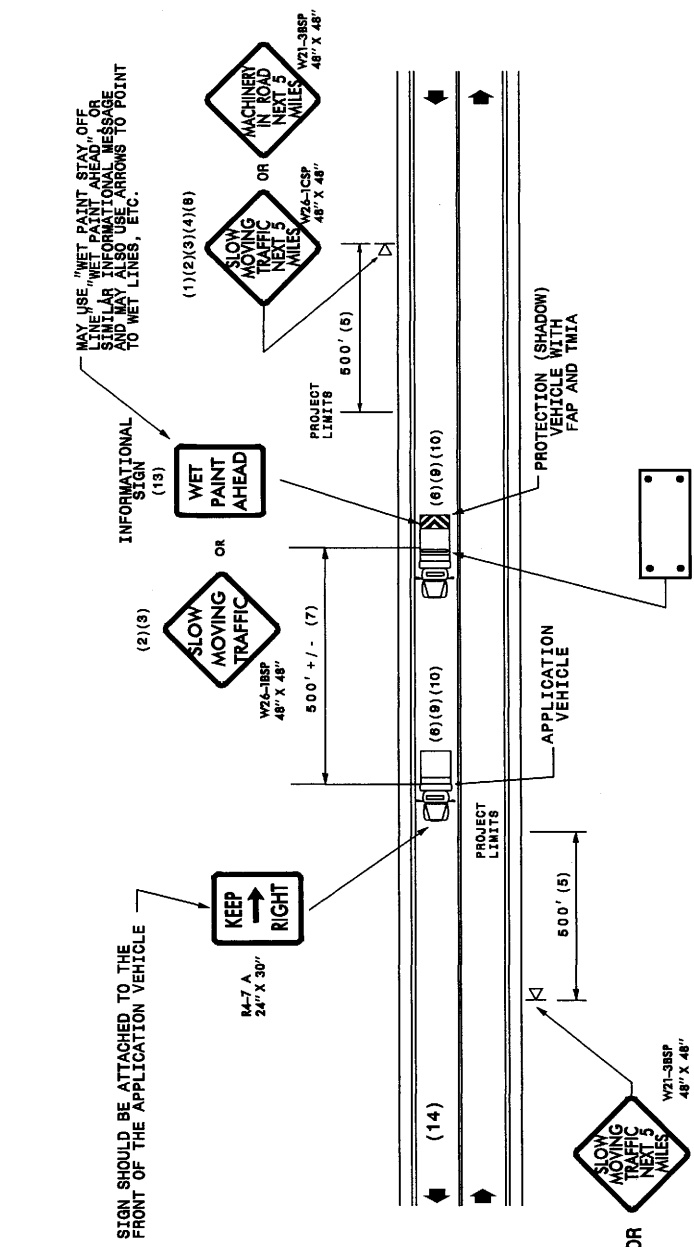 MAY USE "WET PAINT STAY OFF
LINE", "WET PAINT AHEAD", OR
SIMILAR INFORMATIONAL MESSAGE
AND MAY ALSO USE ARROWS TO POINT
TO WET LINES, ETC.
(1)(2)(3)(4)(8)
SLOW
MOVING
TRAFFIC
NEXT 5
MILES
W26-1CSP
48" X 48"
OR
MACHINERY
IN ROAD
NEXT 5
MILES
W21-3BSP
48" X 48"
500' (5)
PROJECT
LIMITS
INFORMATIONAL
SIGN
(13)
WET
PAINT
AHEAD
OR
(2)(3)
SLOW
MOVING
TRAFFIC
W26-1BSP
48" X 48"
500' +/- (7)
(6)(9)(10)
PROTECTION (SHADOW)
VEHICLE WITH
FAP AND TMIA
(6)(9)(10)
APPLICATION
VEHICLE
SIGN SHOULD BE ATTACHED TO THE
FRONT OF THE APPLICATION VEHICLE
KEEP
RIGHT
R4-7 A
24" X 30"
PROJECT
LIMITS
500' (5)
(14)
SLOW
MOVING
TRAFFIC
NEXT 5
MILES
W21-3BSP
48" X 48"
OR